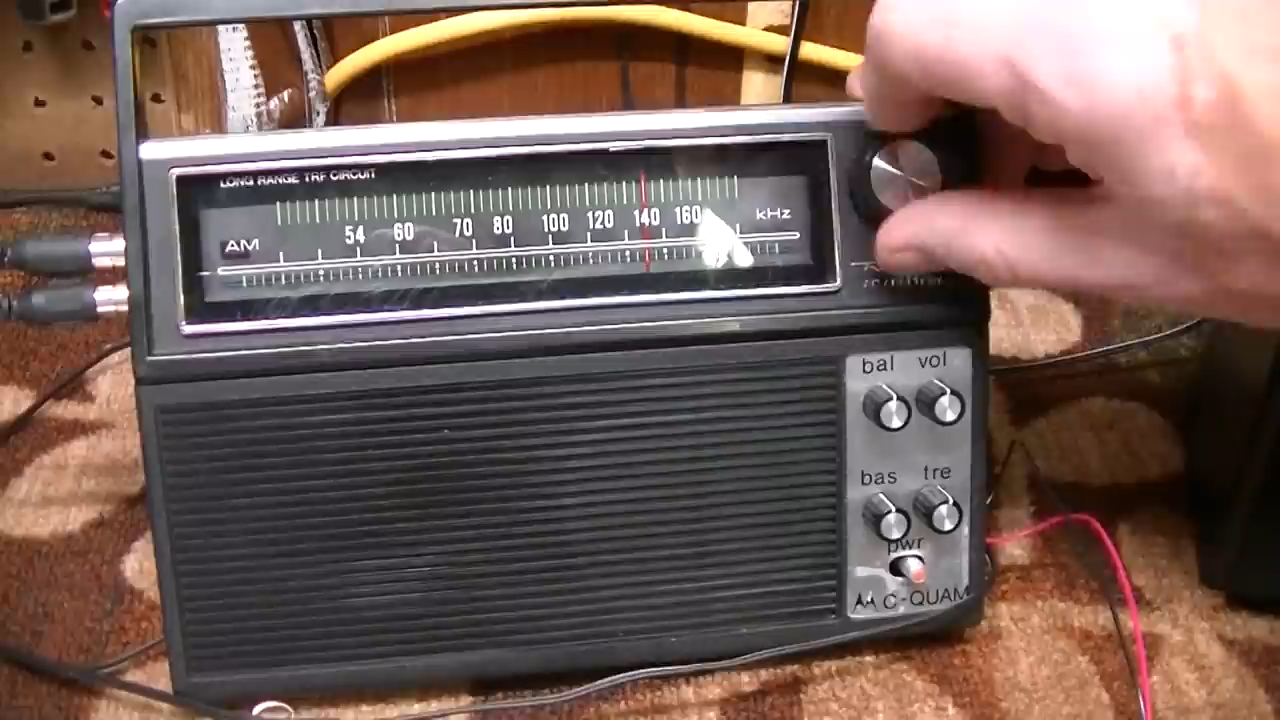 LONG RANGE TRF CIRCUIT
AM 54 60 70 80 100 120 140 160 kHz
bal vol
bas tre
pwr
C-QUAM